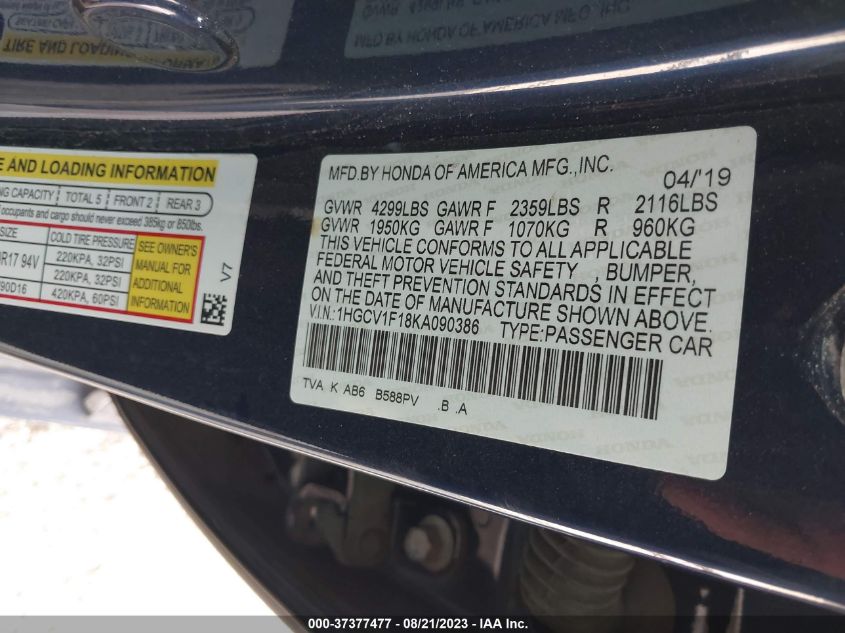 E AND LOADING INFORMATION
NG CAPACITY TOTAL 5 FRONT 2 REAR 3
occupants and cargo should never exceed 385kg or 850lbs.
SIZE COLD TIRE PRESSURE
R17 94V 220KPA, 32PSI
220KPA, 32PSI
90D16 420KPA, 60PSI
SEE OWNER'S
MANUAL FOR
ADDITIONAL
INFORMATION
V7
MFD.BY HONDA OF AMERICA MFG.,INC.
04/'19
GVWR 4299LBS GAWR F 2359LBS R 2116LBS
GVWR 1950KG GAWR F 1070KG R 960KG
THIS VEHICLE CONFORMS TO ALL APPLICABLE
FEDERAL MOTOR VEHICLE SAFETY , BUMPER,
AND THEFT PREVENTION STANDARDS IN EFFECT
ON THE DATE OF MANUFACTURE SHOWN ABOVE.
V.I.N.:1HGCV1F18KA090386 TYPE:PASSENGER CAR
TVA K AB6 B588PV .B .A
000-37377477 - 08/21/2023 - IAA Inc.